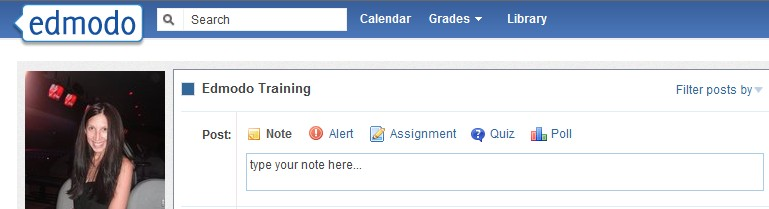 edmodo Search Calendar Grades Library
Edmodo Training Filter posts by
Post: Note Alert Assignment Quiz Poll
type your note here...